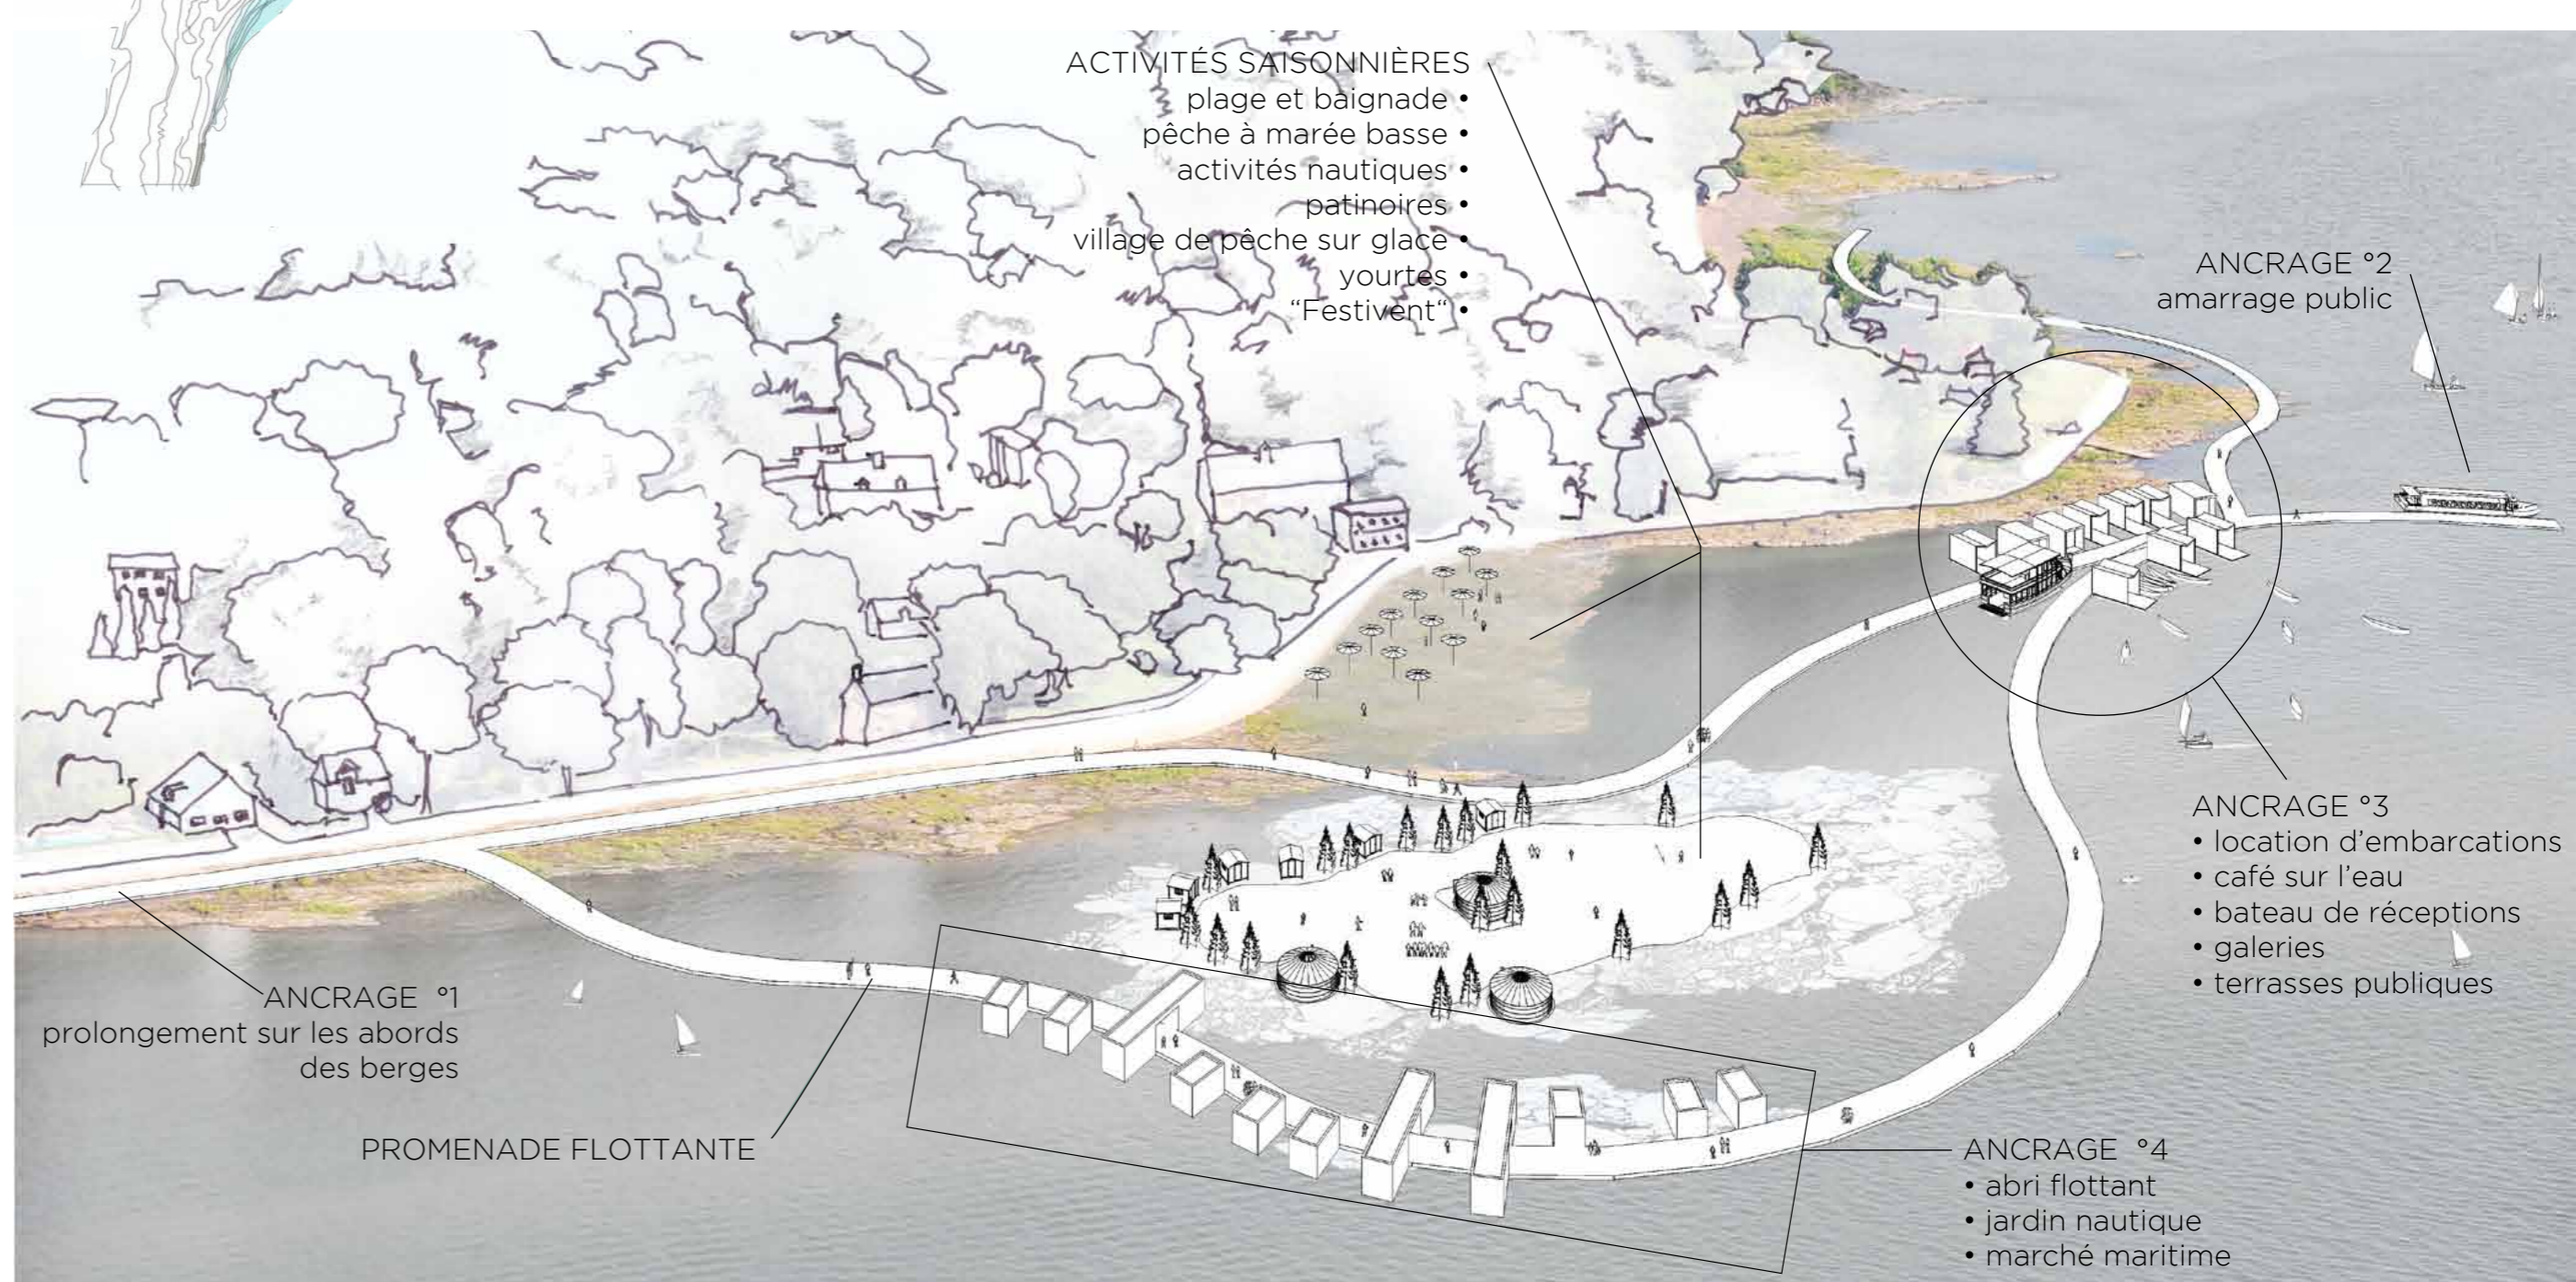 ACTIVITÉS SAISONNIÈRES
plage et baignade •
pêche à marée basse •
activités nautiques •
patinoires •
village de pêche sur glace •
yourtes •
“Festivent“ •
ANCRAGE °2
amarrage public
ANCRAGE °3
• location d'embarcations
• café sur l'eau
• bateau de réceptions
• galeries
• terrasses publiques
ANCRAGE °1
prolongement sur les abords
des berges
PROMENADE FLOTTANTE
ANCRAGE °4
• abri flottant
• jardin nautique
• marché maritime